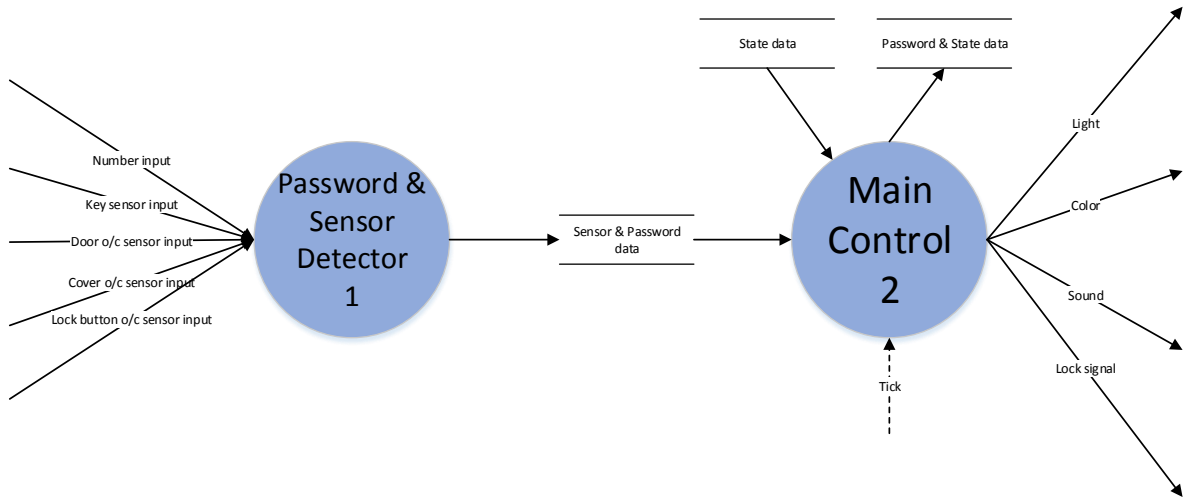 State data
Password & State data
Number input
Key sensor input
Door o/c sensor input
Cover o/c sensor input
Lock button o/c sensor input
Password &
Sensor
Detector
1
Sensor & Password
data
Main
Control
2
Tick
Light
Color
Sound
Lock signal